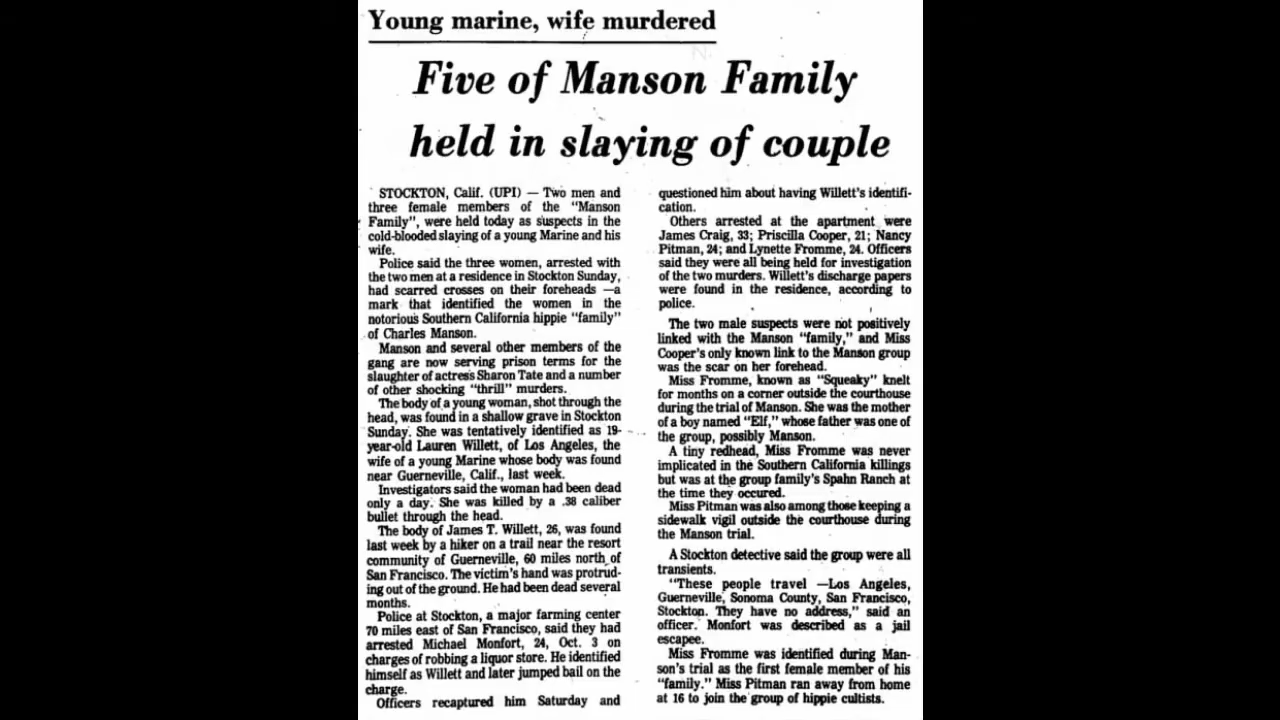 Young marine, wife murdered
Five of Manson Family
held in slaying of couple
STOCKTON, Calif. (UPI) — Two men and
three female members of the "Manson
Family", were held today as suspects in the
cold-blooded slaying of a young Marine and his
wife.
Police said the three women, arrested with
the two men at a residence in Stockton Sunday,
had scarred crosses on their foreheads —a
mark that identified the women in the
notorious Southern California hippie "family"
of Charles Manson.
Manson and several other members of the
gang are now serving prison terms for the
slaughter of actress Sharon Tate and a number
of other shocking "thrill" murders.
The body of a young woman, shot through the
head, was found in a shallow grave in Stockton
Sunday. She was tentatively identified as 19-
year-old Lauren Willett, of Los Angeles, the
wife of a young Marine whose body was found
near Guerneville, Calif., last week.
Investigators said the woman had been dead
only a day. She was killed by a .38 caliber
bullet through the head.
The body of James T. Willett, 26, was found
last week by a hiker on a trail near the resort
community of Guerneville, 60 miles north of
San Francisco. The victim's hand was protrud-
ing out of the ground. He had been dead several
months.
Police at Stockton, a major farming center
70 miles east of San Francisco, said they had
arrested Michael Monfort, 24, Oct. 3 on
charges of robbing a liquor store. He identified
himself as Willett and later jumped bail on the
charge.
Officers recaptured him Saturday and
questioned him about having Willett's identifi-
cation.
Others arrested at the apartment were
James Craig, 33; Priscilla Cooper, 21; Nancy
Pitman, 24; and Lynette Fromme, 24. Officers
said they were all being held for investigation
of the two murders. Willett's discharge papers
were found in the residence, according to
police.
The two male suspects were not positively
linked with the Manson "family," and Miss
Cooper's only known link to the Manson group
was the scar on her forehead.
Miss Fromme, known as "Squeaky" knelt
for months on a corner outside the courthouse
during the trial of Manson. She was the mother
of a boy named "Elf," whose father was one of
the group, possibly Manson.
A tiny redhead, Miss Fromme was never
implicated in the Southern California killings
but was at the group family's Spahn Ranch at
the time they occured.
Miss Pitman was also among those keeping a
sidewalk vigil outside the courthouse during
the Manson trial.
A Stockton detective said the group were all
transients.
"These people travel —Los Angeles,
Guerneville, Sonoma County, San Francisco,
Stockton. They have no address," said an
officer. Monfort was described as a jail
escapee.
Miss Fromme was identified during Man-
son's trial as the first female member of his
"family." Miss Pitman ran away from home
at 16 to join the group of hippie cultists.